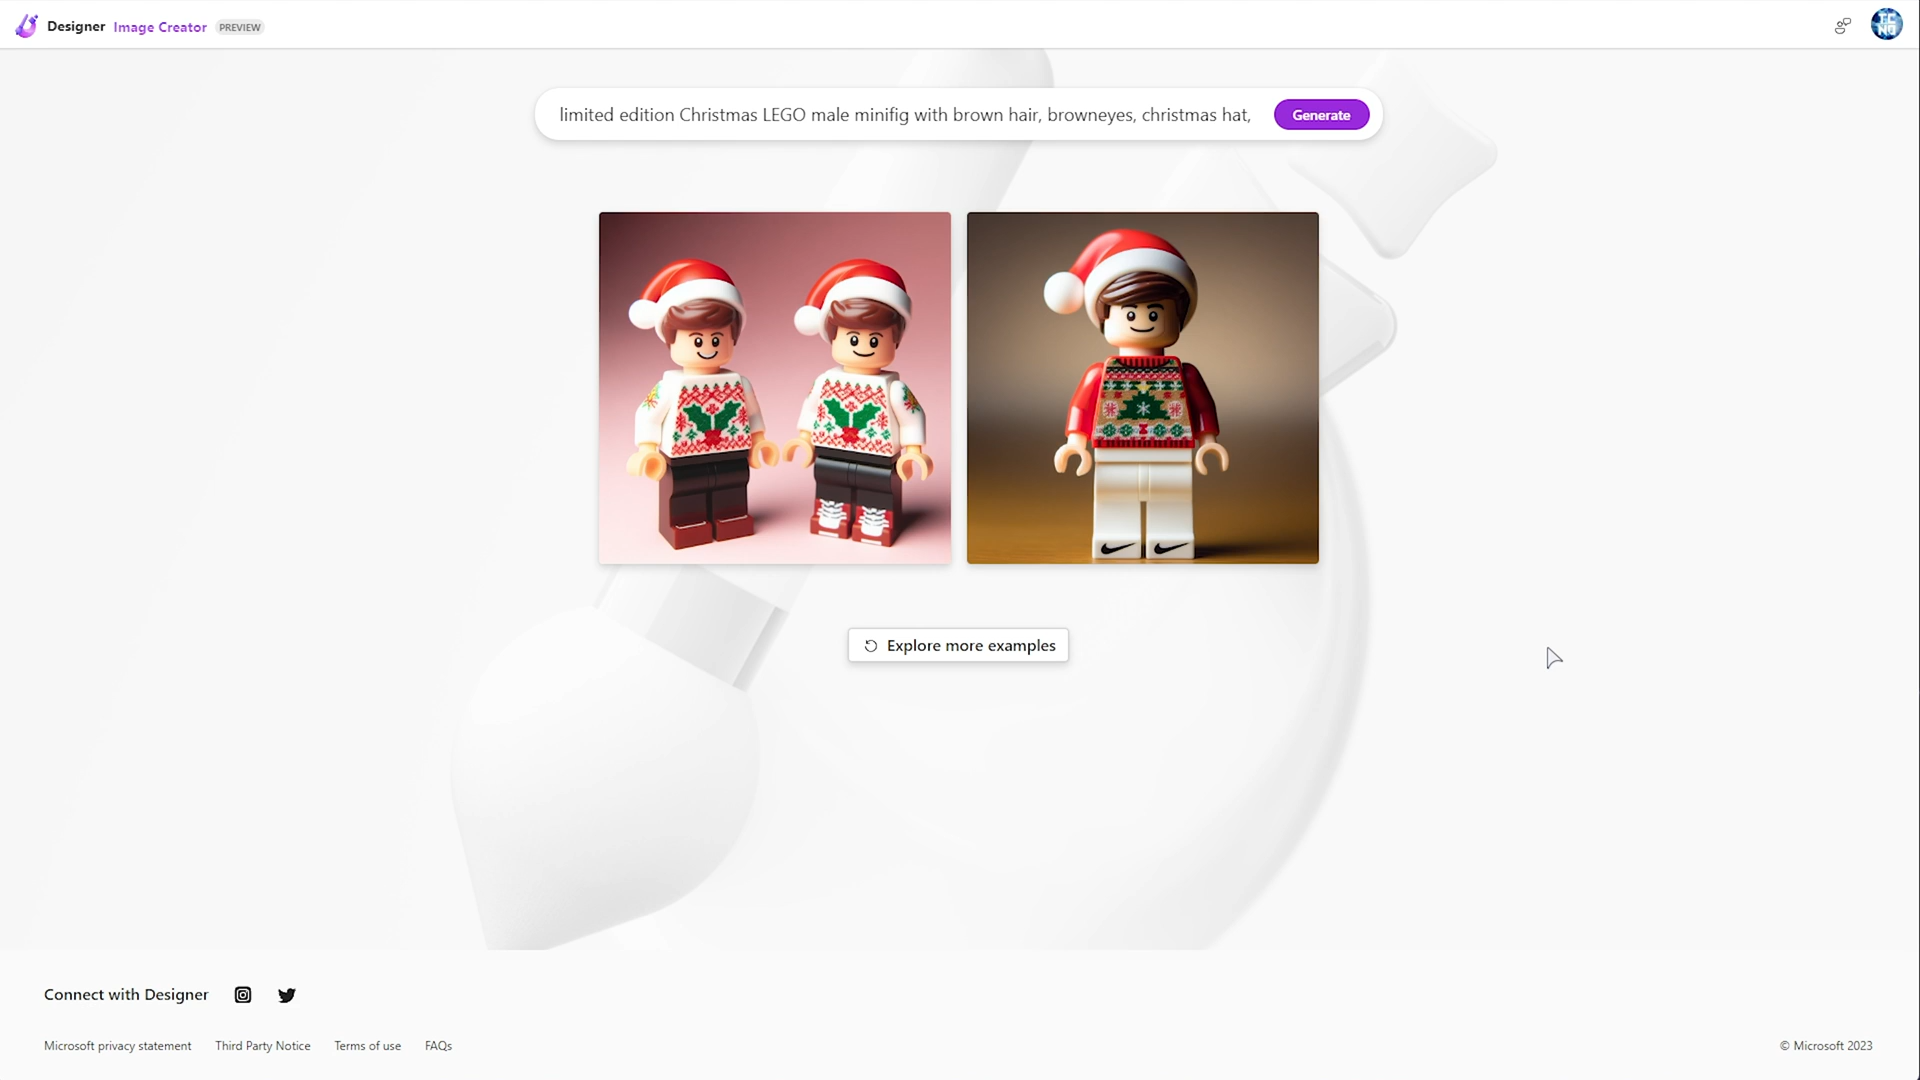 Designer Image Creator PREVIEW
limited edition Christmas LEGO male minifig with brown hair, browneyes, christmas hat,
Generate
Explore more examples
Connect with Designer
Microsoft privacy statement Third Party Notice Terms of use FAQs
© Microsoft 2023